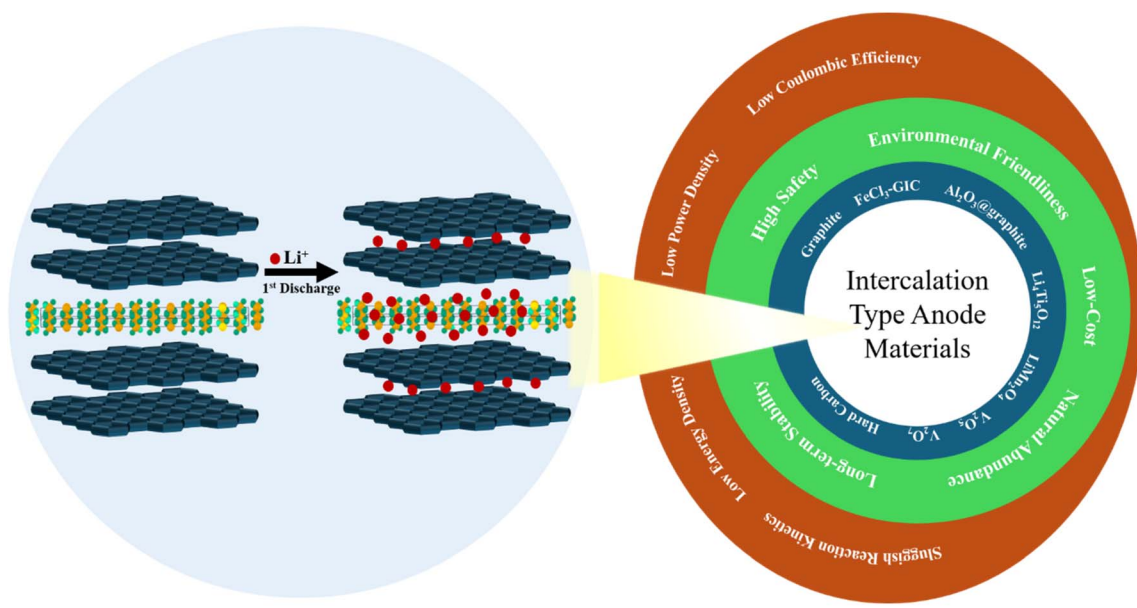 Li⁺
1st Discharge
Low Coulombic Efficiency
Low Power Density
Low Energy Density
Sluggish Reaction Kinetics
High Safety
Environmental Friendliness
Low-Cost
Natural Abundance
Long-term Stability
Graphite
FeCl₃-GIC
Al₂O₃@graphite
Li₄Ti₅O₁₂
LiMn₂O₄
V₂O₅
V₂O₇
Hard Carbon
Intercalation
Type Anode
Materials